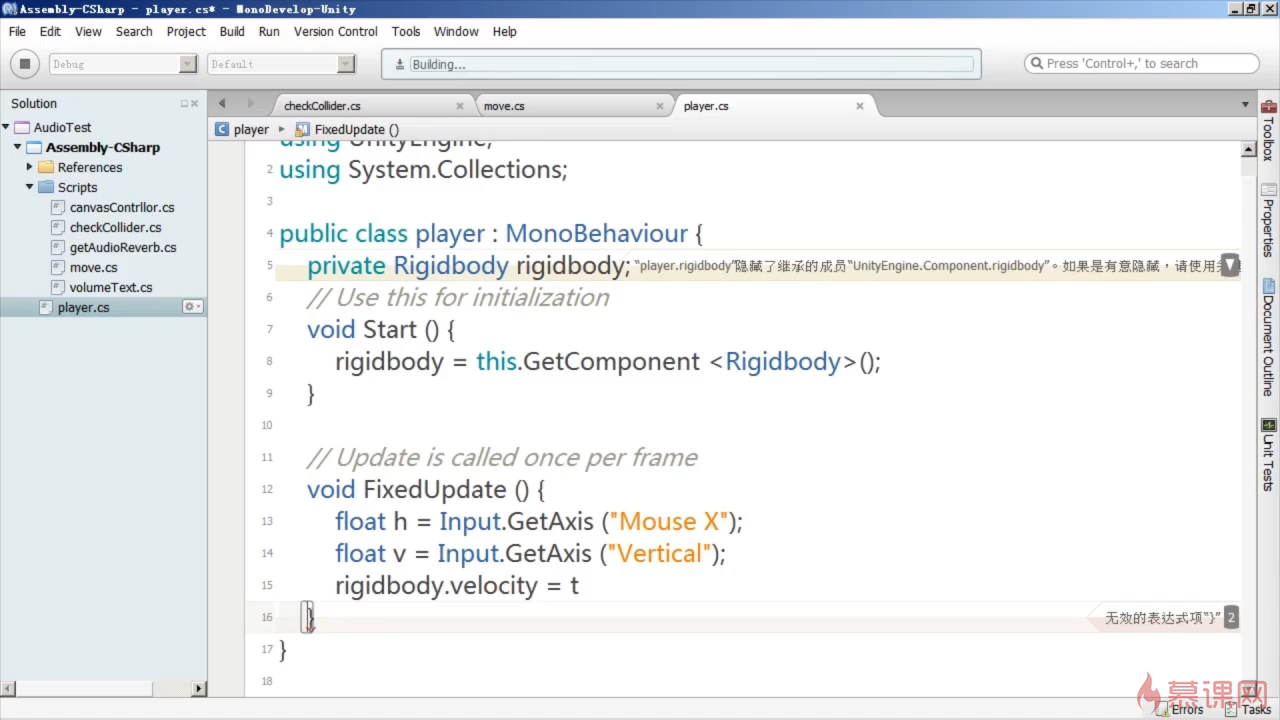 Assembly-CSharp - player.cs* - MonoDevelop-Unity
File Edit View Search Project Build Run Version Control Tools Window Help
Debug Default Building... Press 'Control+,' to search
Solution
AudioTest
Assembly-CSharp
References
Scripts
canvasContrllor.cs
checkCollider.cs
getAudioReverb.cs
move.cs
volumeText.cs
player.cs
checkCollider.cs move.cs player.cs
player FixedUpdate ()
using UnityEngine;
2 using System.Collections;
3
4 public class player : MonoBehaviour {
5 private Rigidbody rigidbody; “player.rigidbody”隐藏了继承的成员“UnityEngine.Component.rigidbody”。如果是有意隐藏，请使用
6 // Use this for initialization
7 void Start () {
8 rigidbody = this.GetComponent <Rigidbody>();
9 }
10
11 // Update is called once per frame
12 void FixedUpdate () {
13 float h = Input.GetAxis ("Mouse X");
14 float v = Input.GetAxis ("Vertical");
15 rigidbody.velocity = t
16 } 无效的表达式项“}” 2
17 }
18
Toolbox
Properties
Document Outline
Unit Tests
慕课网
Errors Tasks